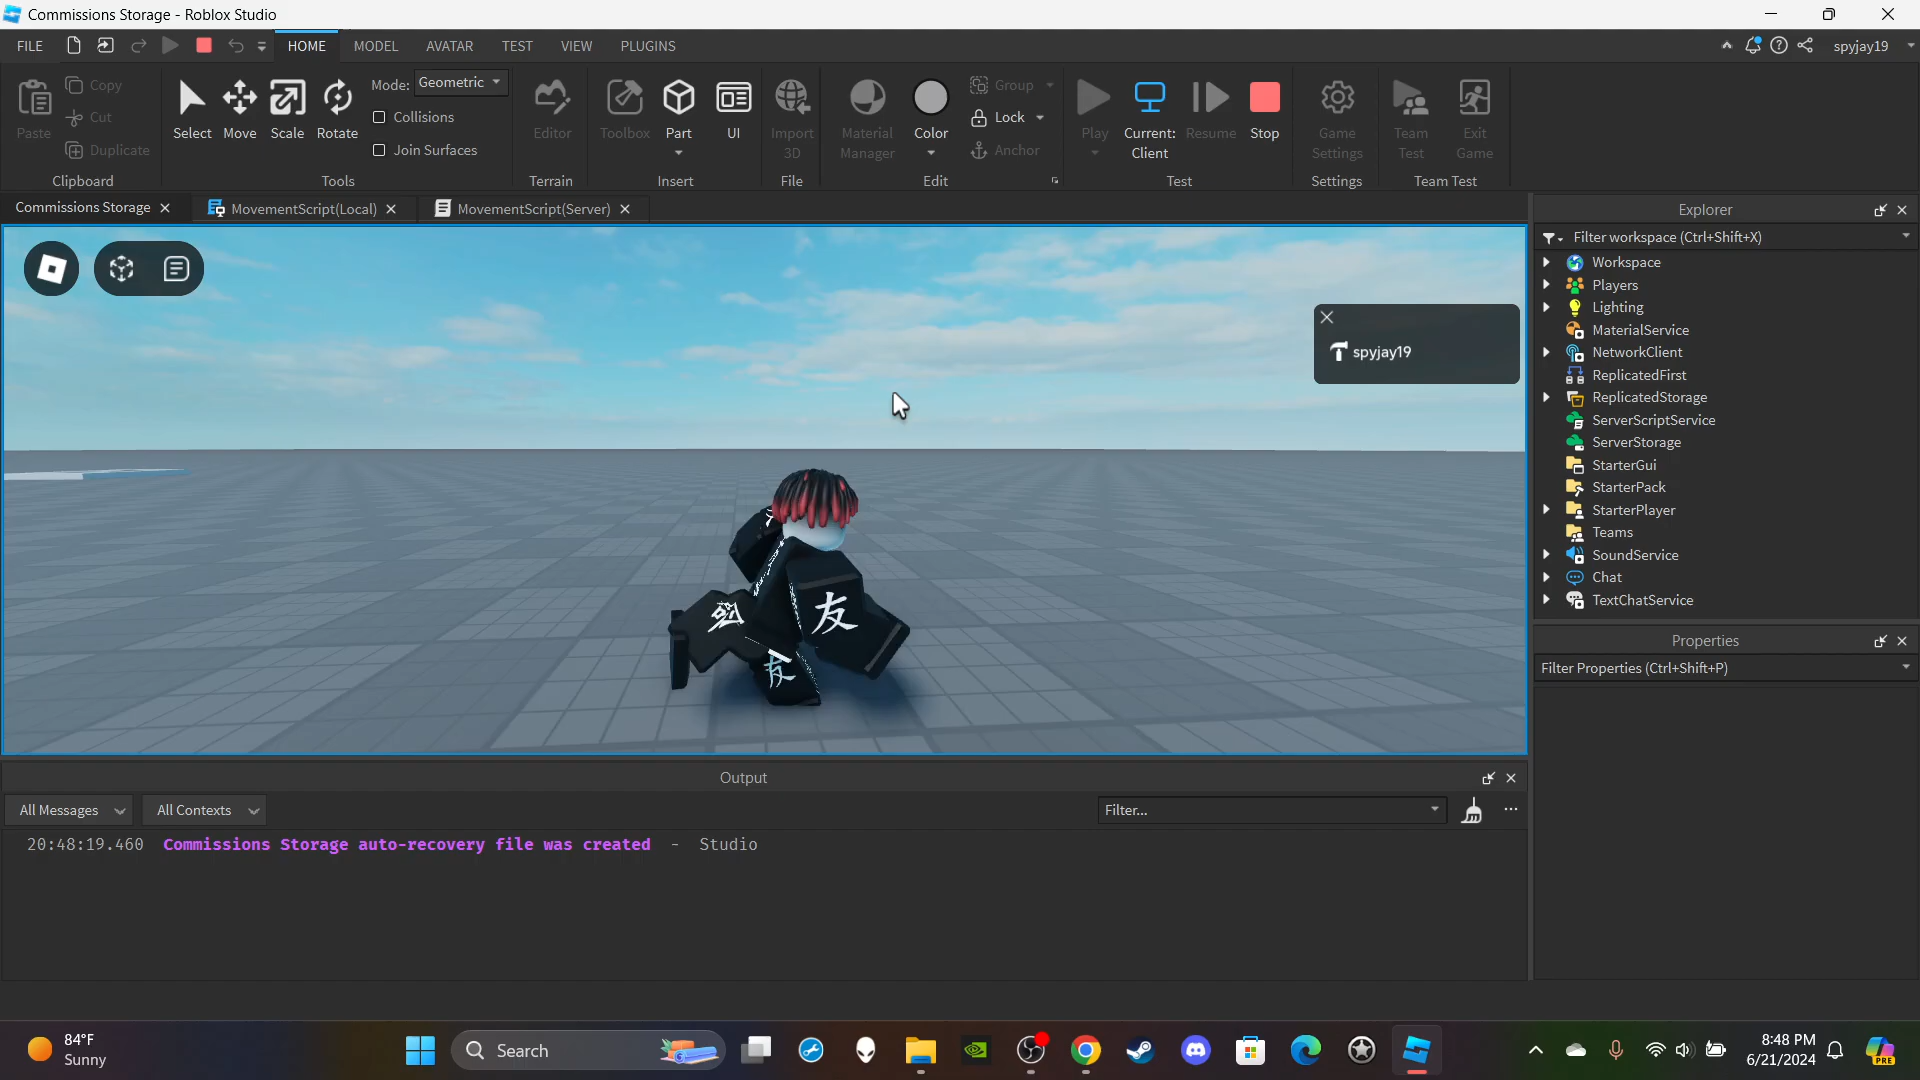 Commissions Storage - Roblox Studio
FILE HOME MODEL AVATAR TEST VIEW PLUGINS spyjay19
Paste Copy Cut Duplicate
Clipboard
Select Move Scale Rotate
Mode: Geometric
Collisions
Join Surfaces
Tools
Editor
Terrain
Toolbox Part UI
Insert
Import 3D
File
Material Manager Color Group Lock Anchor
Edit
Play Current: Client Resume Stop
Test
Game Settings
Settings
Team Test Exit Game
Team Test
Commissions Storage MovementScript(Local) MovementScript(Server)
spyjay19
友
友
Explorer
Filter workspace (Ctrl+Shift+X)
Workspace
Players
Lighting
MaterialService
NetworkClient
ReplicatedFirst
ReplicatedStorage
ServerScriptService
ServerStorage
StarterGui
StarterPack
StarterPlayer
Teams
SoundService
Chat
TextChatService
Properties
Filter Properties (Ctrl+Shift+P)
Output
All Messages All Contexts Filter...
20:48:19.460 Commissions Storage auto-recovery file was created - Studio
84°F
Sunny
Search
PRE
8:48 PM
6/21/2024